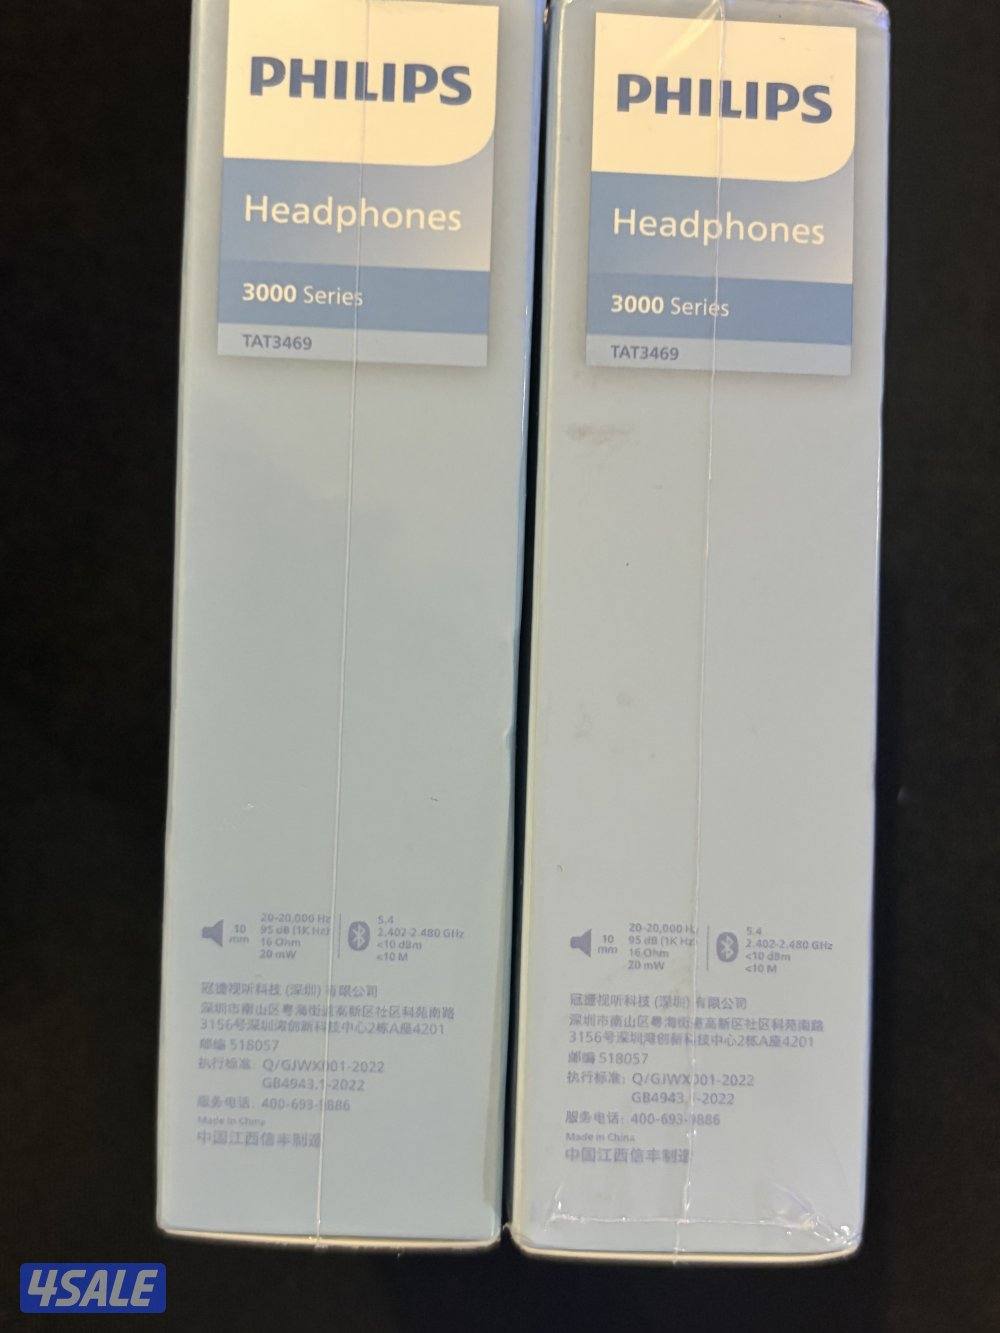 PHILIPS
Headphones
3000 Series
TAT3469
10
mm
20-20,000 Hz
95 dB (1K Hz)
16 Ohm
20 mW
5.4
2.402-2.480 GHz
<10 dBm
<10 M
冠捷视听科技 (深圳) 有限公司
深圳市南山区粤海街道高新区社区科苑南路
3156号深圳湾创新科技中心2栋A座4201
邮编 518057
执行标准: Q/GJWX001-2022
GB4943.1-2022
服务电话: 400-693-9886
Made in China
中国江西信丰制造
PHILIPS
Headphones
3000 Series
TAT3469
10
mm
20-20,000 Hz
95 dB (1K Hz)
16 Ohm
20 mW
5.4
2.402-2.480 GHz
<10 dBm
<10 M
冠捷视听科技 (深圳) 有限公司
深圳市南山区粤海街道高新区社区科苑南路
3156号深圳湾创新科技中心2栋A座4201
邮编 518057
执行标准: Q/GJWX001-2022
GB4943.1-2022
服务电话: 400-693-9886
Made in China
中国江西信丰制造
4SALE